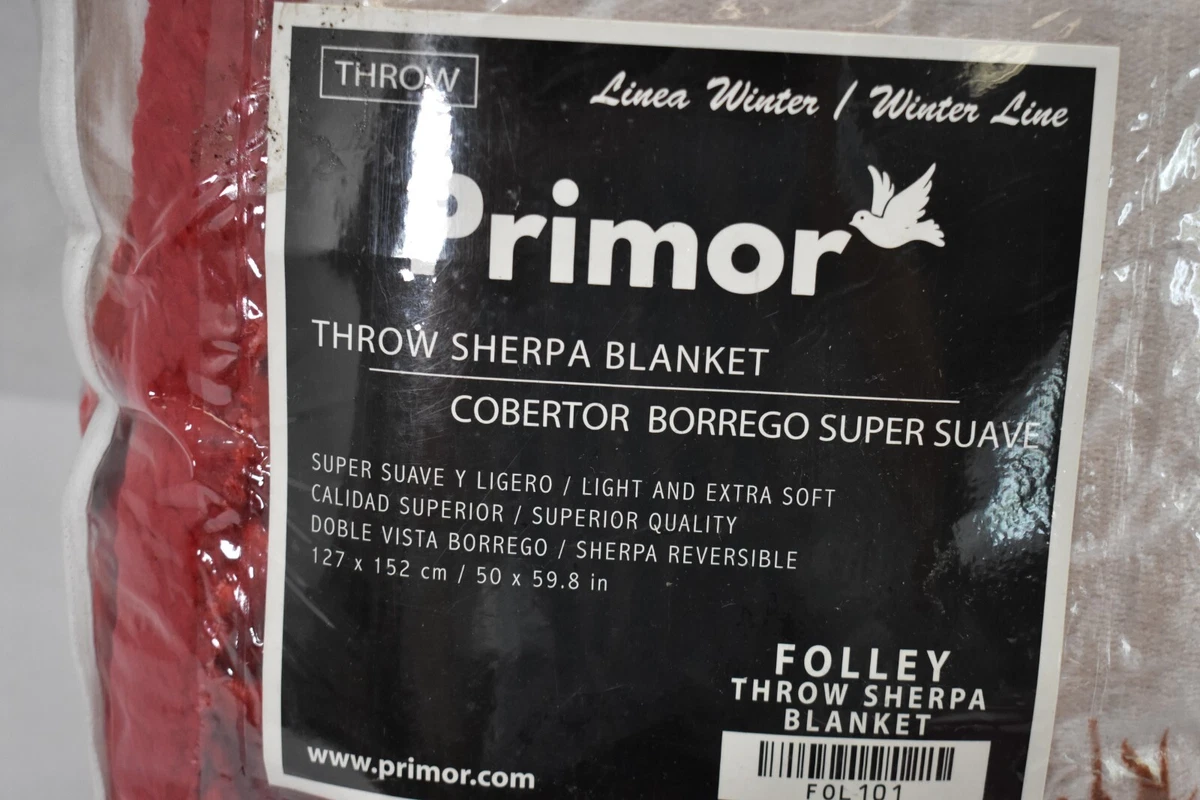 THROW
Linea Winter / Winter Line
Primor
THROW SHERPA BLANKET
COBERTOR BORREGO SUPER SUAVE
SUPER SUAVE Y LIGERO / LIGHT AND EXTRA SOFT
CALIDAD SUPERIOR / SUPERIOR QUALITY
DOBLE VISTA BORREGO / SHERPA REVERSIBLE
127 x 152 cm / 50 x 59.8 in
FOLLEY
THROW SHERPA
BLANKET
www.primor.com
FOL101